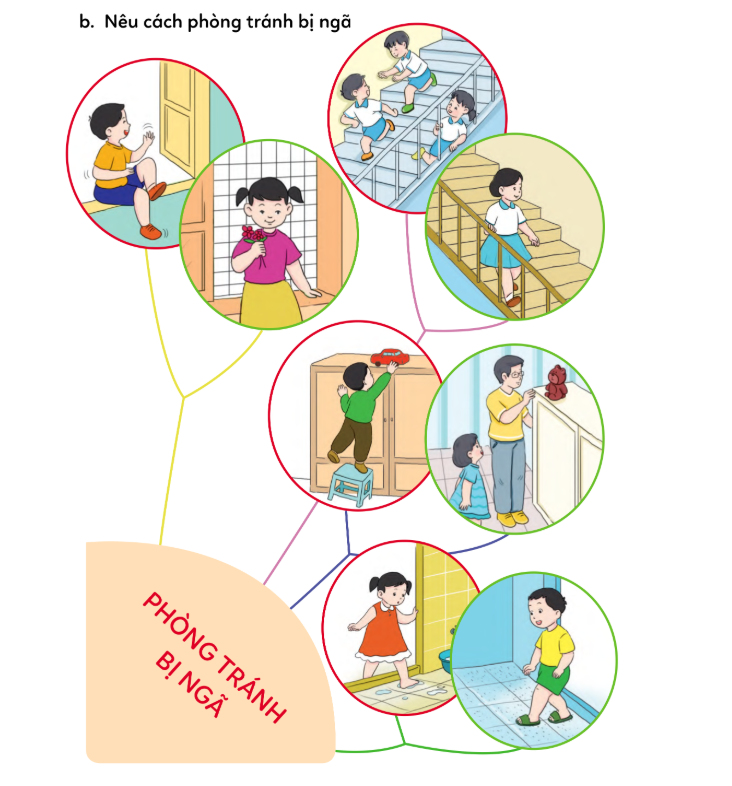 b. Nêu cách phòng tránh bị ngã
PHÒNG TRÁNH
BỊ NGÃ